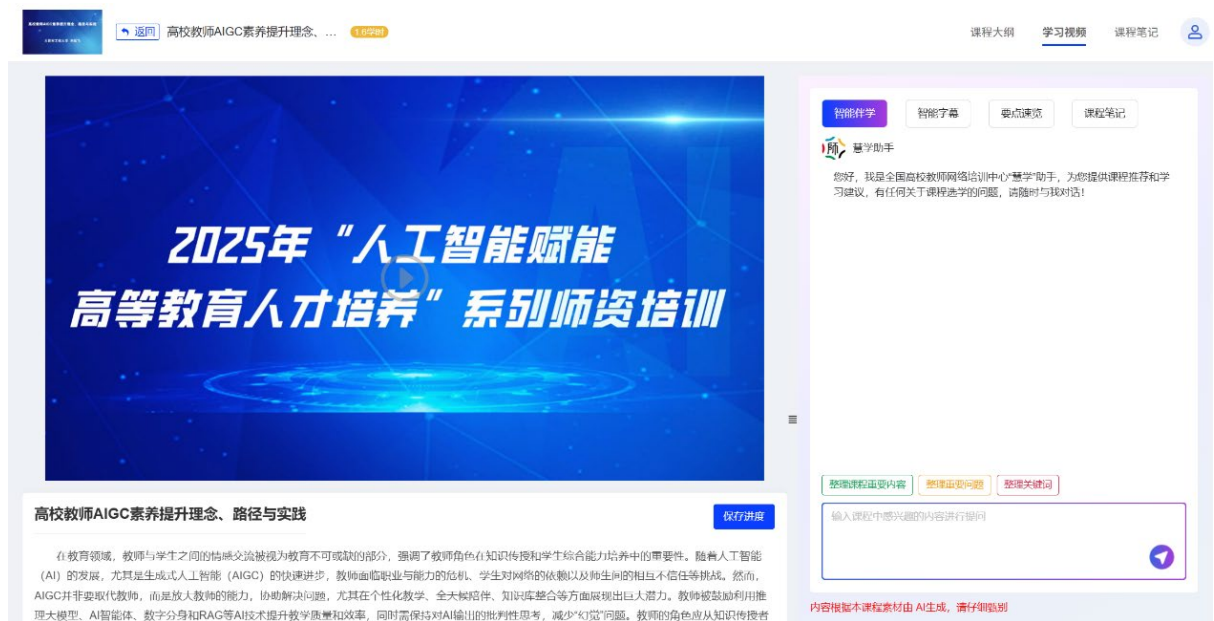 返回 高校教师AIGC素养提升理念、...
课程大纲 学习视频 课程笔记
2025年“人工智能赋能
高等教育人才培养”系列师资培训
智能伴学 智能字幕 要点速览 课程笔记
慧学助手
您好，我是全国高校教师网络培训中心“慧学”助手，为您提供课程推荐和学
习建议，有任何关于课程选学的问题，请随时与我对话！
整理课程重要内容 整理重要问题 整理关键词
输入课程中感兴趣的内容进行提问
内容根据本课程素材由 AI生成，请仔细甄别
高校教师AIGC素养提升理念、路径与实践
保存进度
在教育领域，教师与学生之间的情感交流被视为教育不可或缺的部分，强调了教师角色在知识传授和学生综合能力培养中的重要性。随着人工智能
（AI）的发展，尤其是生成式人工智能（AIGC）的快速进步，教师面临职业与能力的危机、学生对网络的依赖以及师生间的相互不信任等挑战。然而，
AIGC并非要取代教师，而是放大教师的能力，协助解决问题，尤其在个性化教学、全天候陪伴、知识库整合等方面展现出巨大潜力。教师被鼓励利用推
理大模型、AI智能体、数字分身和RAG等AI技术提升教学质量和效率，同时需保持对AI输出的批判性思考，减少“幻觉”问题。教师的角色应从知识传授者